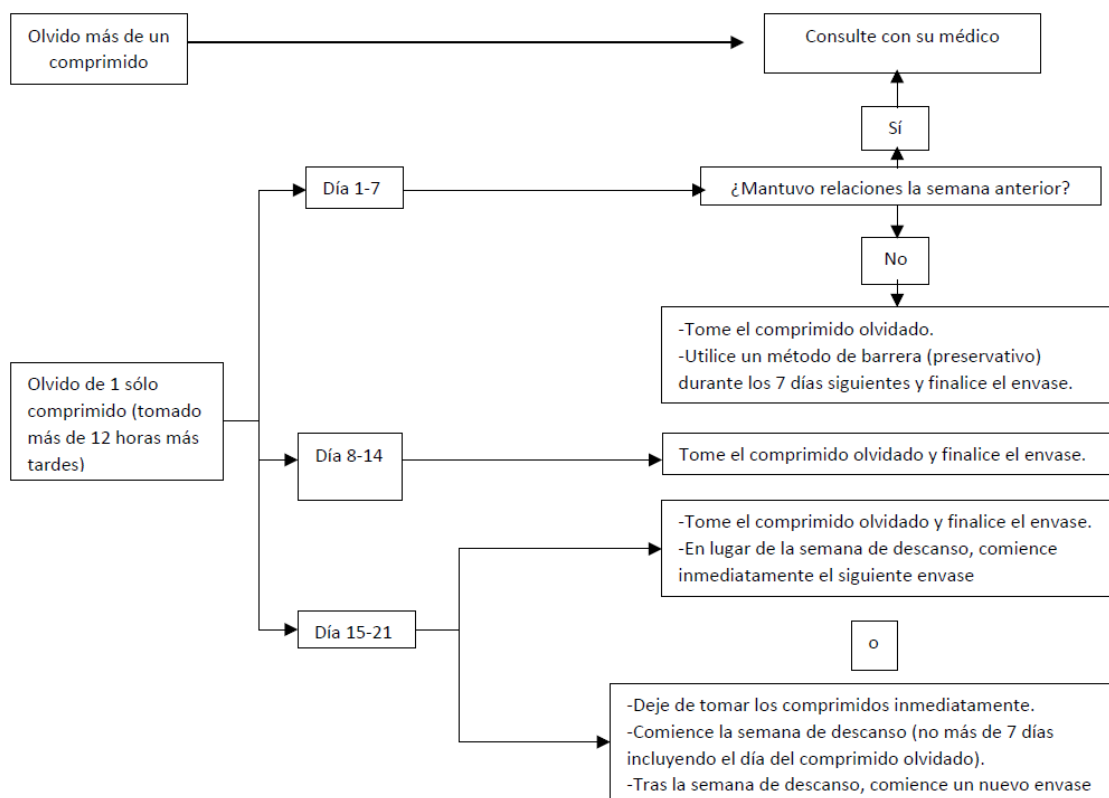 Olvido más de un
comprimido
Consulte con su médico
Sí
Día 1-7
¿Mantuvo relaciones la semana anterior?
No
-Tome el comprimido olvidado.
-Utilice un método de barrera (preservativo)
durante los 7 días siguientes y finalice el envase.
Olvido de 1 sólo
comprimido (tomado
más de 12 horas más
tardes)
Día 8-14
Tome el comprimido olvidado y finalice el envase.
-Tome el comprimido olvidado y finalice el envase.
-En lugar de la semana de descanso, comience
inmediatamente el siguiente envase
Día 15-21
o
-Deje de tomar los comprimidos inmediatamente.
-Comience la semana de descanso (no más de 7 días
incluyendo el día del comprimido olvidado).
-Tras la semana de descanso, comience un nuevo envase